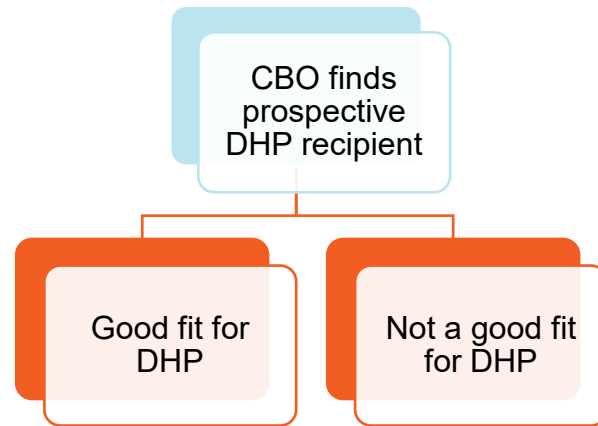 CBO finds
prospective
DHP recipient
Good fit for
DHP
Not a good fit
for DHP